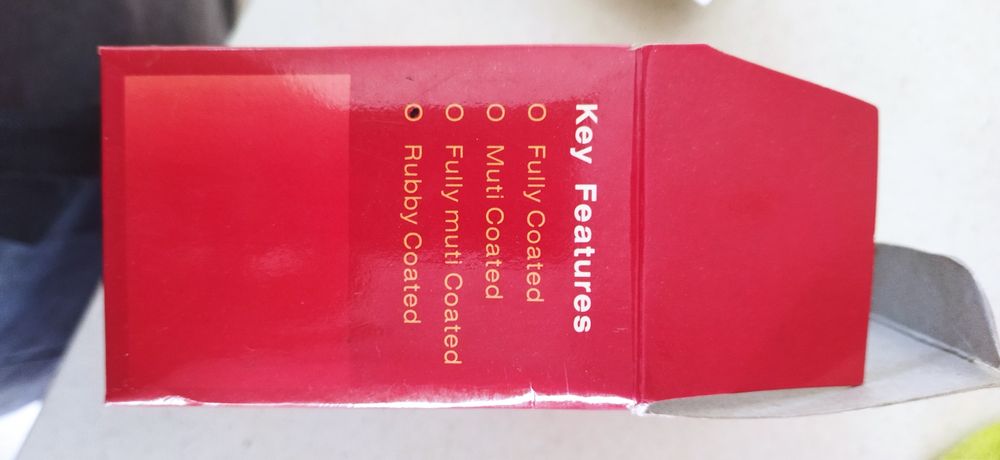 Key Features
Fully Coated
Muti Coated
Fully muti Coated
Rubby Coated